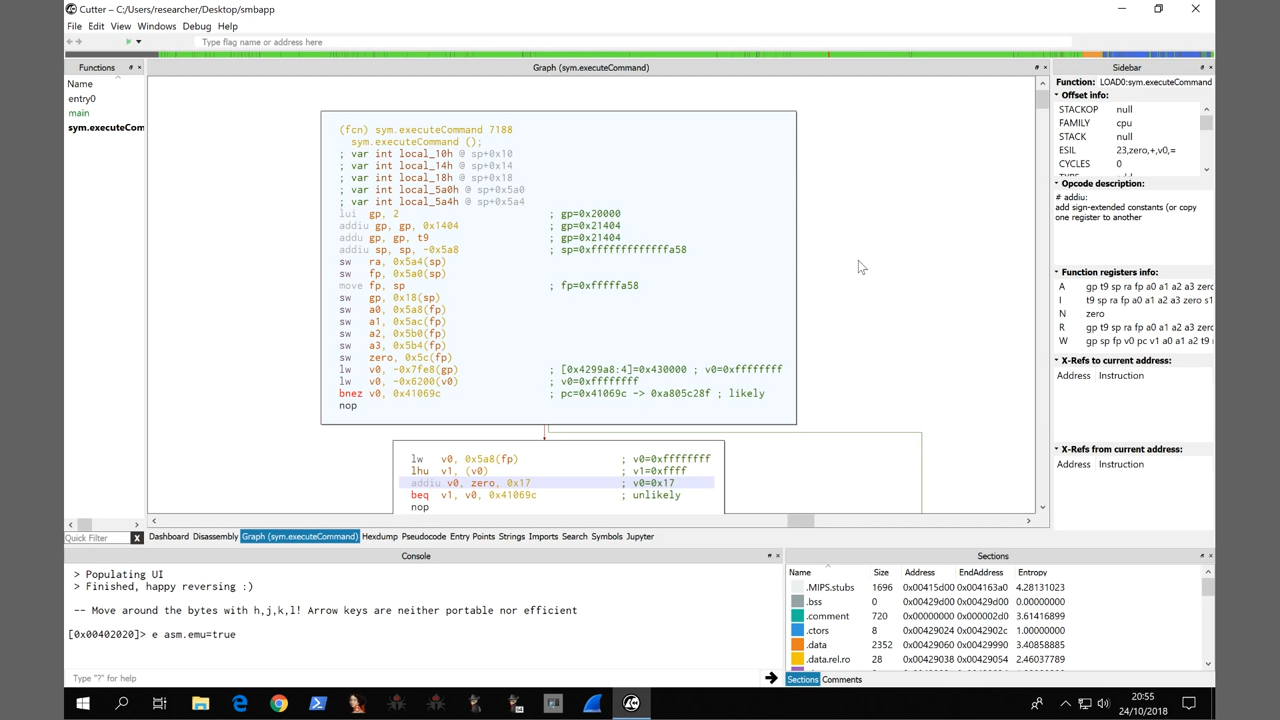 Cutter – C:/Users/researcher/Desktop/smbapp
File Edit View Windows Debug Help
Type flag name or address here
Functions
Name
entry0
main
sym.executeCom
Graph (sym.executeCommand)
(fcn) sym.executeCommand 7188
sym.executeCommand ();
; var int local_10h @ sp+0x10
; var int local_14h @ sp+0x14
; var int local_18h @ sp+0x18
; var int local_5a0h @ sp+0x5a0
; var int local_5a4h @ sp+0x5a4
lui gp, 2 ; gp=0x20000
addiu gp, gp, 0x1404 ; gp=0x21404
addu gp, gp, t9 ; gp=0x21404
addiu sp, sp, -0x5a8 ; sp=0xfffffffffffffa58
sw ra, 0x5a4(sp)
sw fp, 0x5a0(sp)
move fp, sp ; fp=0xfffffa58
sw gp, 0x18(sp)
sw a0, 0x5a8(fp)
sw a1, 0x5ac(fp)
sw a2, 0x5b0(fp)
sw a3, 0x5b4(fp)
sw zero, 0x5c(fp)
lw v0, -0x7fe8(gp) ; [0x4299a8:4]=0x430000 ; v0=0xffffffff
lw v0, -0x6200(v0) ; v0=0xffffffff
bnez v0, 0x41069c ; pc=0x41069c -> 0xa805c28f ; likely
nop
lw v0, 0x5a8(fp) ; v0=0xffffffff
lhu v1, (v0) ; v1=0xffff
addiu v0, zero, 0x17 ; v0=0x17
beq v1, v0, 0x41069c ; unlikely
nop
Sidebar
Function: LOAD0:sym.executeCommand
Offset info:
STACKOP null
FAMILY cpu
STACK null
ESIL 23,zero,+,v0,=
CYCLES 0
Opcode description:
# addiu:
add sign-extended constants (or copy
one register to another
Function registers info:
A gp t9 sp ra fp a0 a1 a2 a3 zero
I t9 sp ra fp a0 a1 a2 a3 zero s1
N zero
R gp t9 sp ra fp a0 a1 a2 a3 zero
W gp sp fp v0 pc v1 a0 a1 a2 t9
X-Refs to current address:
Address Instruction
X-Refs from current address:
Address Instruction
Quick Filter X
Dashboard Disassembly Graph (sym.executeCommand) Hexdump Pseudocode Entry Points Strings Imports Search Symbols Jupyter
Console
> Populating UI
> Finished, happy reversing :)
-- Move around the bytes with h,j,k,l! Arrow keys are neither portable nor efficient
[0x00402020]> e asm.emu=true
Type "?" for help
Sections
Name Size Address EndAddress Entropy
.MIPS.stubs 1696 0x00415d00 0x004163a0 4.28131023
.bss 0 0x00429d00 0x00429d00 0.00000000
.comment 720 0x00000000 0x000002d0 3.61416899
.ctors 8 0x00429024 0x0042902c 1.00000000
.data 2352 0x00429060 0x00429990 3.40858885
.data.rel.ro 28 0x00429038 0x00429054 2.46037789
Sections Comments
20:55
24/10/2018